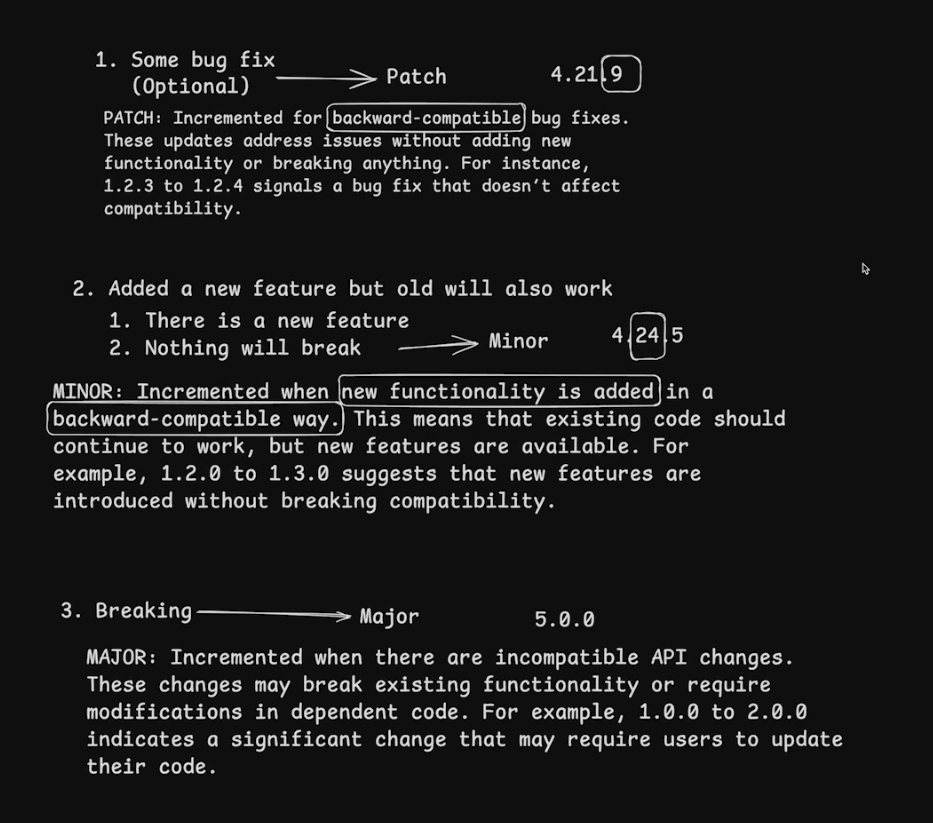 1. Some bug fix
(Optional)
Patch
4.21.9
PATCH: Incremented for backward-compatible bug fixes.
These updates address issues without adding new
functionality or breaking anything. For instance,
1.2.3 to 1.2.4 signals a bug fix that doesn't affect
compatibility.
2. Added a new feature but old will also work
1. There is a new feature
2. Nothing will break
Minor
4.24.5
MINOR: Incremented when new functionality is added in a
backward-compatible way. This means that existing code should
continue to work, but new features are available. For
example, 1.2.0 to 1.3.0 suggests that new features are
introduced without breaking compatibility.
3. Breaking
Major
5.0.0
MAJOR: Incremented when there are incompatible API changes.
These changes may break existing functionality or require
modifications in dependent code. For example, 1.0.0 to 2.0.0
indicates a significant change that may require users to update
their code.